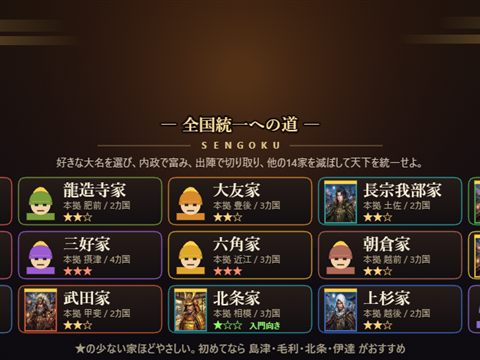 ― 全国統一への道 ―
SENGOKU
好きな大名を選び、内政で富み、出陣で切り取り、他の14家を滅ぼして天下を統一せよ。
龍造寺家
本拠 肥前 / 2カ国
★★☆
大友家
本拠 豊後 / 3カ国
★★☆
長宗我部家
本拠 土佐 / 2カ国
★★☆
三好家
本拠 摂津 / 4カ国
★★★
六角家
本拠 近江 / 3カ国
★★★
朝倉家
本拠 越前 / 3カ国
★★☆
武田家
本拠 甲斐 / 2カ国
★★☆
北条家
本拠 相模 / 3カ国
★☆☆ 入門向き
上杉家
本拠 越後 / 2カ国
★★☆
★の少ない家ほどやさしい。初めてなら 島津・毛利・北条・伊達 がおすすめ